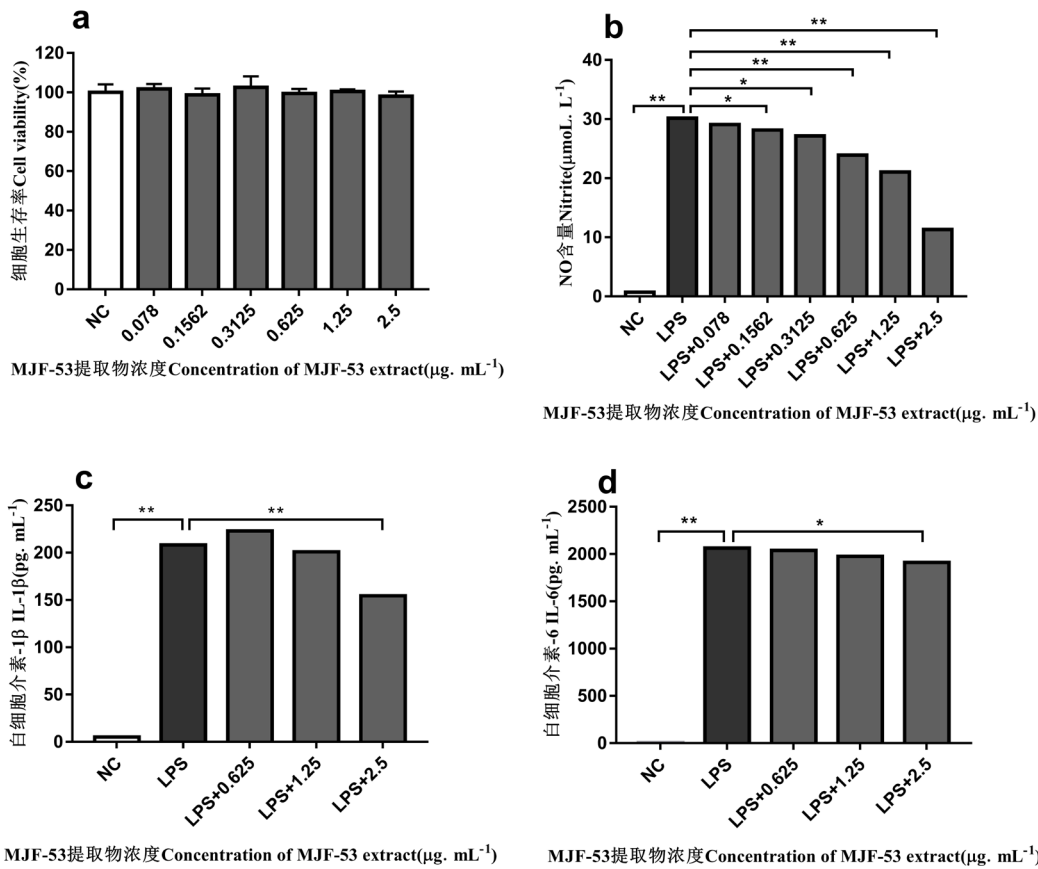 a
细胞生存率Cell viability(%)
120
100
80
60
40
20
0
NC
0.078
0.1562
0.3125
0.625
1.25
2.5
MJF-53提取物浓度Concentration of MJF-53 extract(μg. mL⁻¹)
b
NO含量Nitrite(μmoL. L⁻¹)
40
30
20
10
0
**
**
**
*
*
**
NC
LPS
LPS+0.078
LPS+0.1562
LPS+0.3125
LPS+0.625
LPS+1.25
LPS+2.5
MJF-53提取物浓度Concentration of MJF-53 extract(μg. mL⁻¹)
c
白细胞介素-1β IL-1β(pg. mL⁻¹)
250
200
150
100
50
0
**
**
NC
LPS
LPS+0.625
LPS+1.25
LPS+2.5
MJF-53提取物浓度Concentration of MJF-53 extract(μg. mL⁻¹)
d
白细胞介素-6 IL-6(pg. mL⁻¹)
2500
2000
1500
1000
500
0
**
*
NC
LPS
LPS+0.625
LPS+1.25
LPS+2.5
MJF-53提取物浓度Concentration of MJF-53 extract(μg. mL⁻¹)